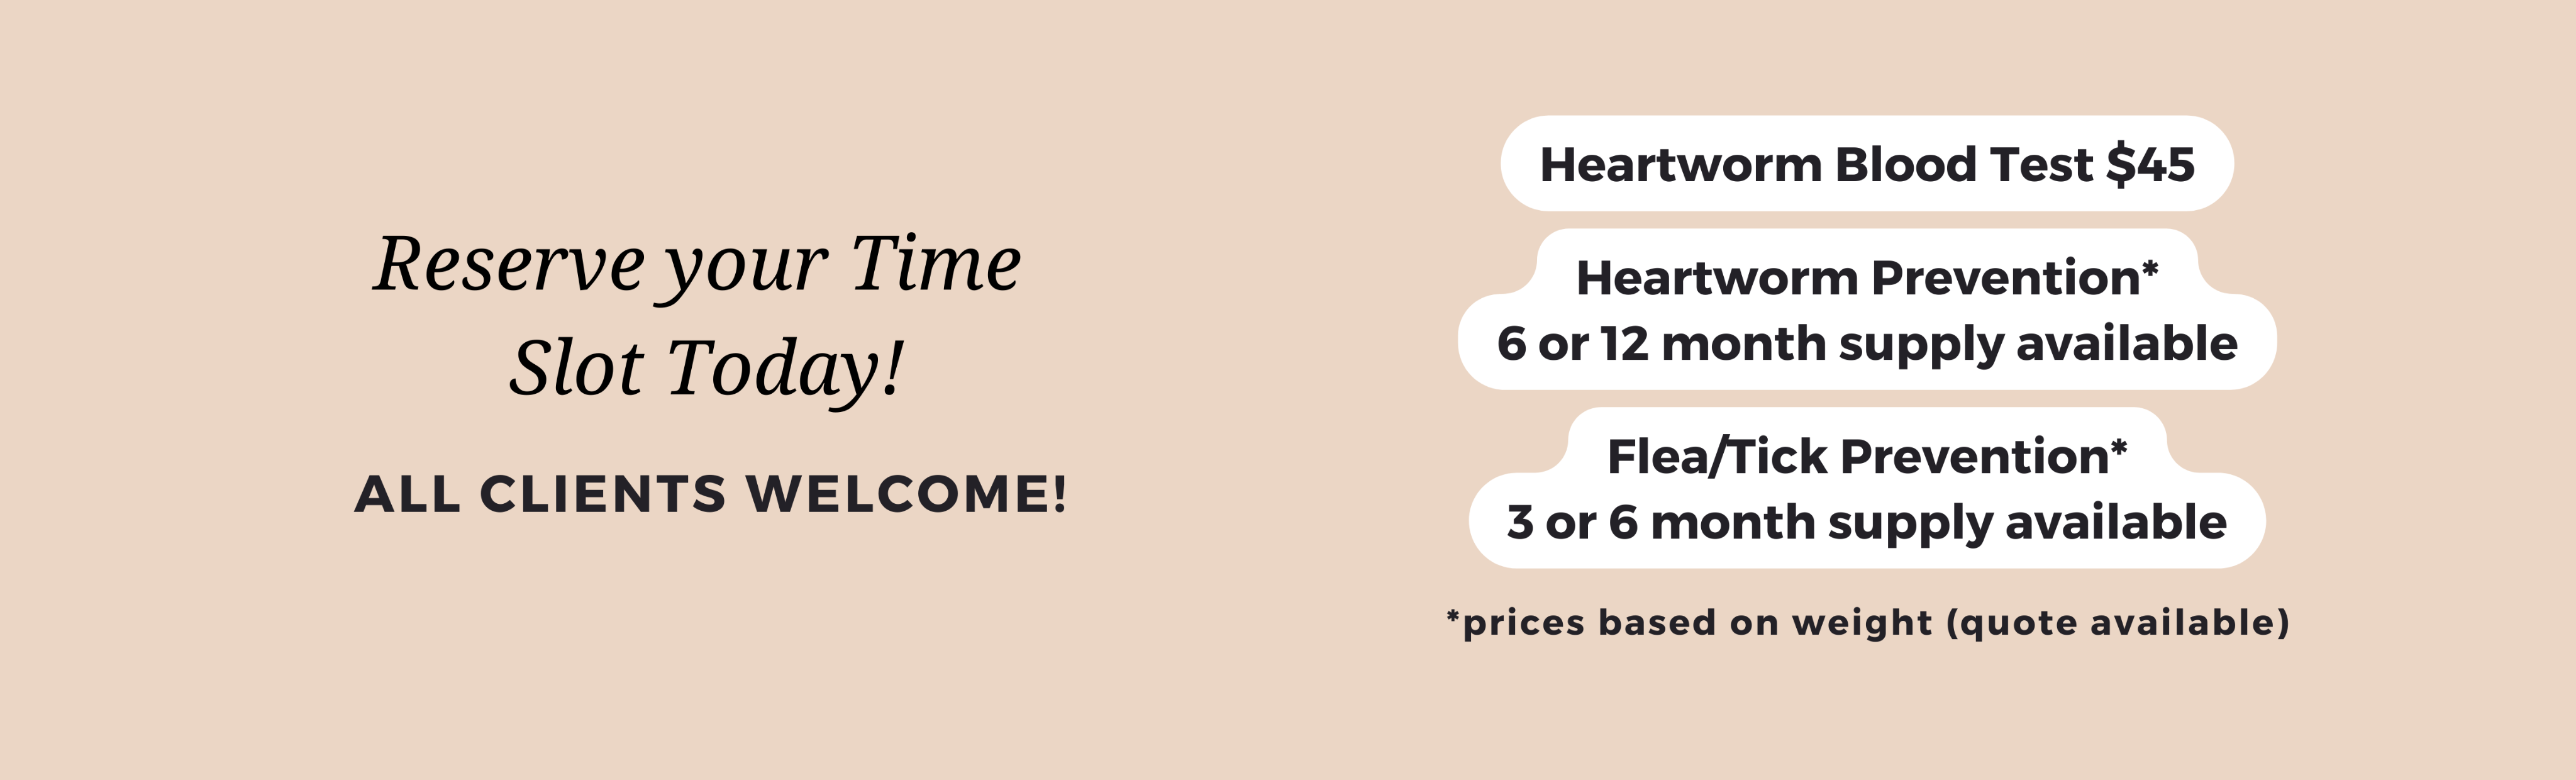 Reserve your Time
Slot Today!
ALL CLIENTS WELCOME!
Heartworm Blood Test $45
Heartworm Prevention*
6 or 12 month supply available
Flea/Tick Prevention*
3 or 6 month supply available
*prices based on weight (quote available)